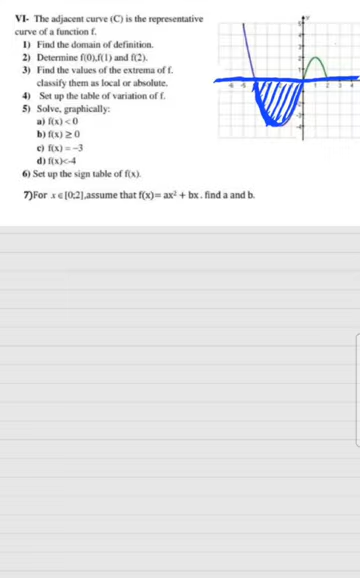 VI- The adjacent curve (C) is the representative
curve of a function f.
1) Find the domain of definition.
2) Determine f(0),f(1) and f(2).
3) Find the values of the extrema of f.
classify them as local or absolute.
4) Set up the table of variation of f.
5) Solve, graphically:
a) f(x) < 0
b) f(x) ≥ 0
c) f(x) = −3
d) f(x)<-4
6) Set up the sign table of f(x).
7)For x ∈ [0;2],assume that f(x)= ax² + bx . find a and b.